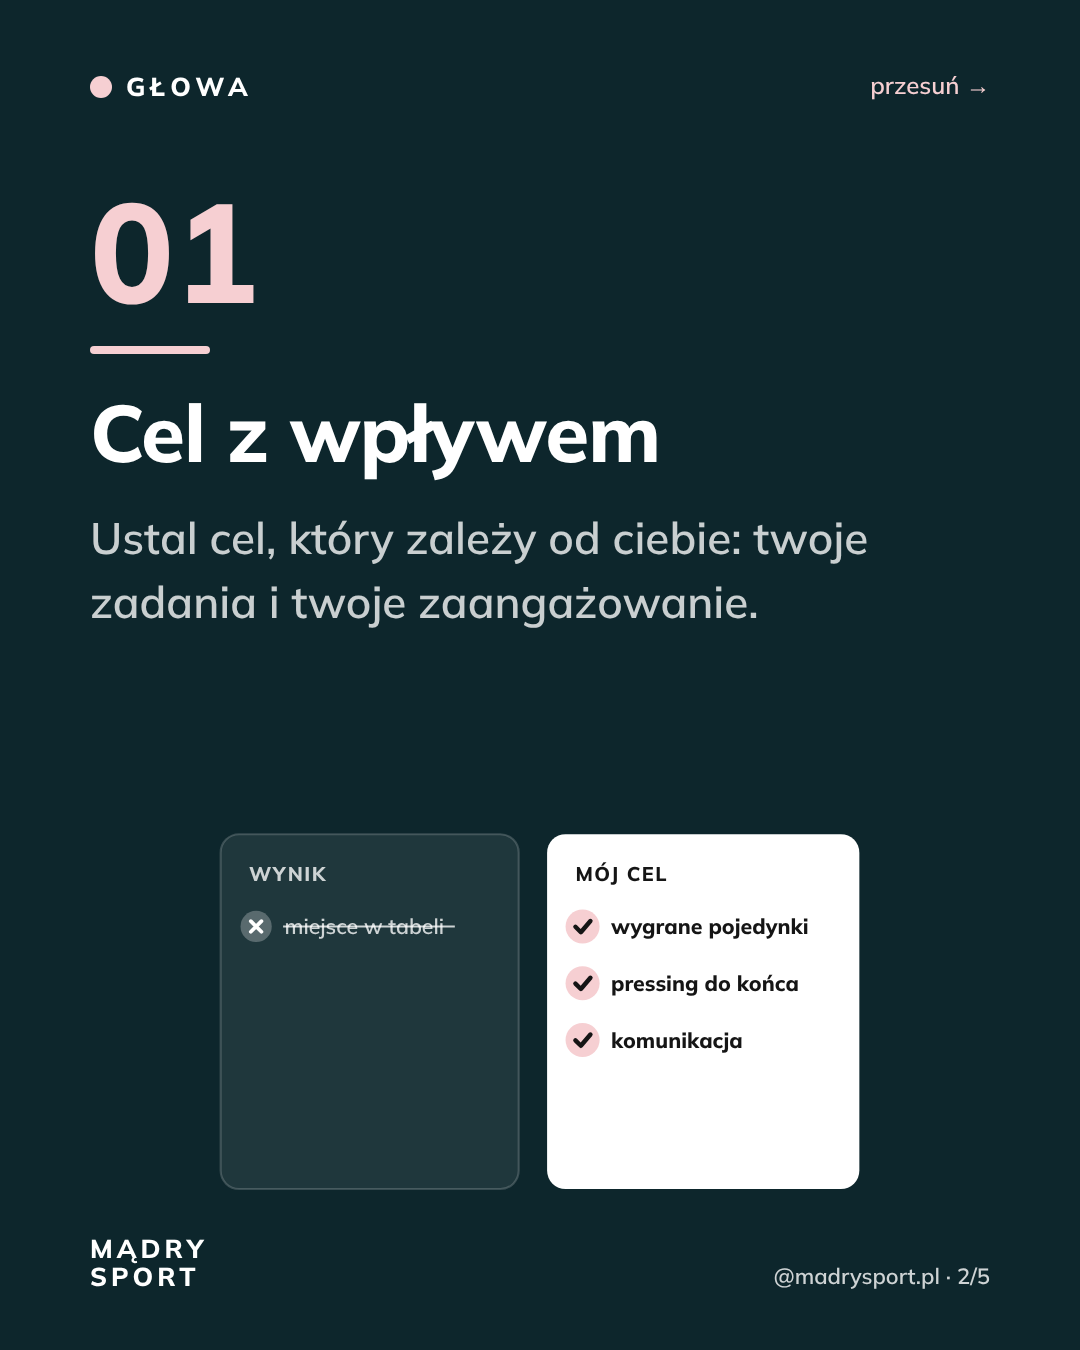 GŁOWA
przesuń →
01
Cel z wpływem
Ustal cel, który zależy od ciebie: twoje
zadania i twoje zaangażowanie.
WYNIK
miejsce w tabeli
MÓJ CEL
wygrane pojedynki
pressing do końca
komunikacja
MĄDRY
SPORT
@madrysport.pl · 2/5